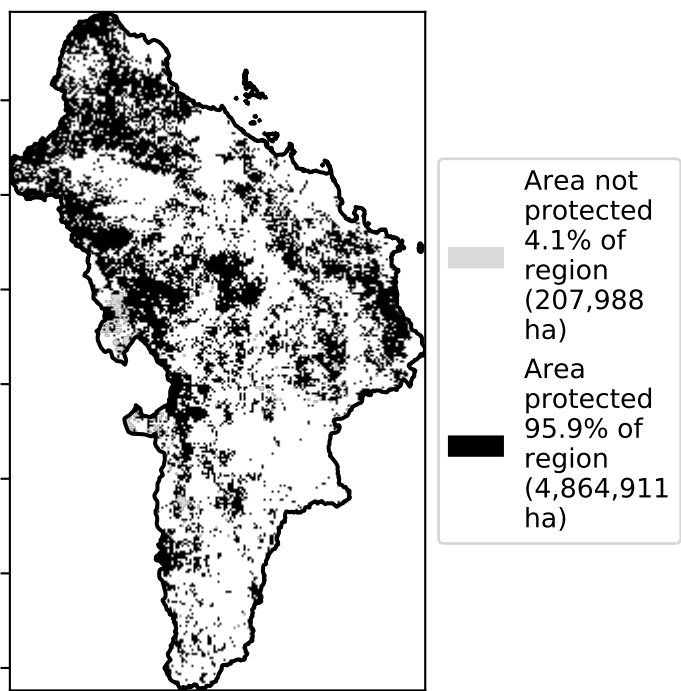 Area not
protected
4.1% of
region
(207,988
ha)
Area
protected
95.9% of
region
(4,864,911
ha)